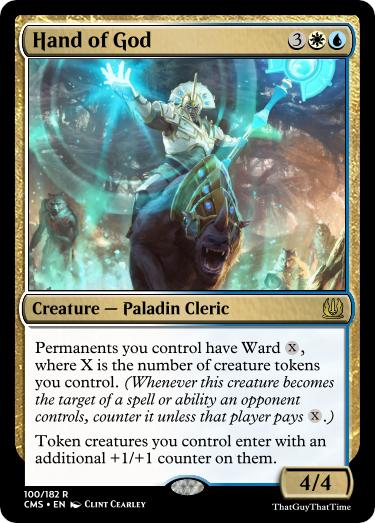 Hand of God 3
Creature — Paladin Cleric
Permanents you control have Ward X,
where X is the number of creature tokens
you control. (Whenever this creature becomes
the target of a spell or ability an opponent
controls, counter it unless that player pays X.)
Token creatures you control enter with an
additional +1/+1 counter on them.
4/4
100/182 R
CMS • EN Clint Cearley
ThatGuyThatTime